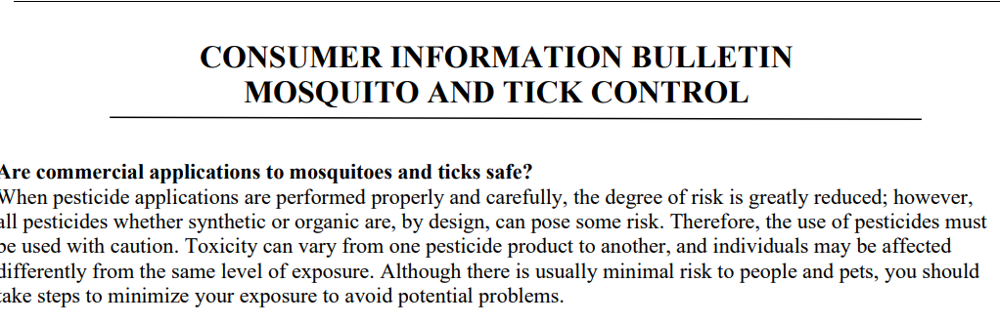 CONSUMER INFORMATION BULLETIN
MOSQUITO AND TICK CONTROL
Are commercial applications to mosquitoes and ticks safe?
When pesticide applications are performed properly and carefully, the degree of risk is greatly reduced; however,
all pesticides whether synthetic or organic are, by design, can pose some risk. Therefore, the use of pesticides must
be used with caution. Toxicity can vary from one pesticide product to another, and individuals may be affected
differently from the same level of exposure. Although there is usually minimal risk to people and pets, you should
take steps to minimize your exposure to avoid potential problems.